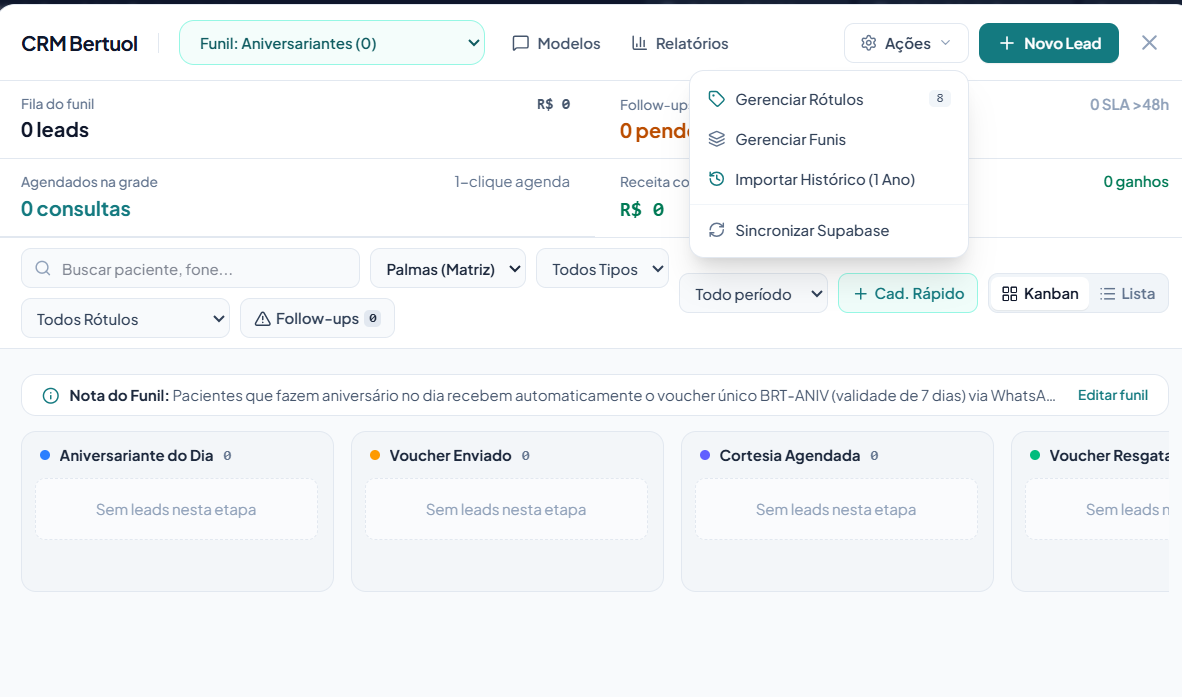 CRM Bertuol
Funil: Aniversariantes (0)
Modelos
Relatórios
Ações
+ Novo Lead
Gerenciar Rótulos 8
Gerenciar Funis
Importar Histórico (1 Ano)
Sincronizar Supabase
Fila do funil R$ 0
0 leads
Follow-ups
0 pend
0 SLA >48h
Agendados na grade 1-clique agenda
0 consultas
Receita co
R$ 0
0 ganhos
Buscar paciente, fone...
Palmas (Matriz)
Todos Tipos
Todo período
+ Cad. Rápido
Kanban
Lista
Todos Rótulos
Follow-ups 0
Nota do Funil: Pacientes que fazem aniversário no dia recebem automaticamente o voucher único BRT-ANIV (validade de 7 dias) via WhatsA... Editar funil
Aniversariante do Dia 0
Sem leads nesta etapa
Voucher Enviado 0
Sem leads nesta etapa
Cortesia Agendada 0
Sem leads nesta etapa
Voucher Resgata
Sem leads n